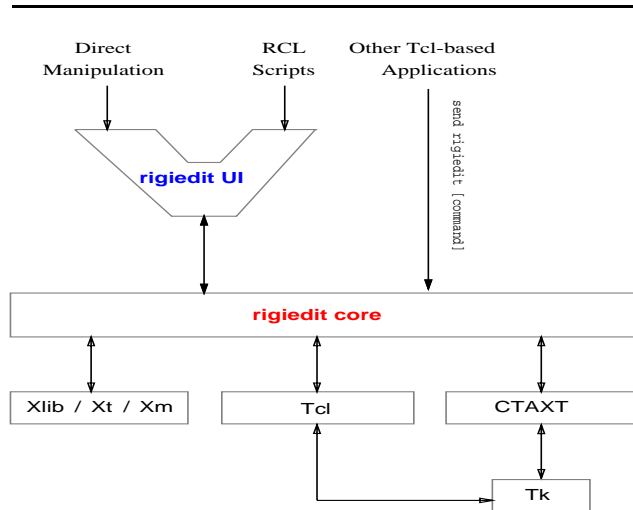 Direct
Manipulation
RCL
Scripts
Other Tcl-based
Applications
send rigiedit [command]
rigiedit UI
rigiedit core
Xlib / Xt / Xm
Tcl
CTAXT
Tk